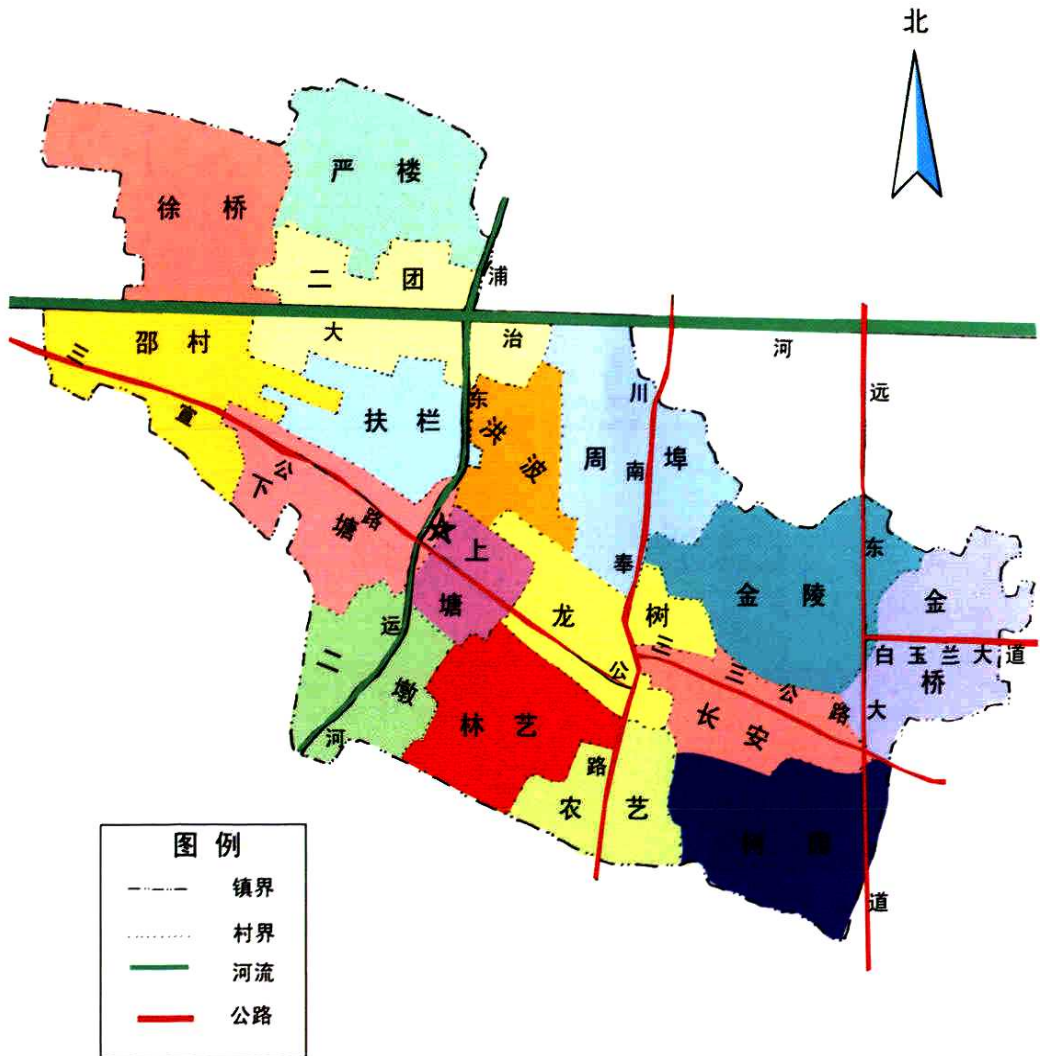 北
严楼
徐桥
二团
浦
大治河
邵村
三宣公路
扶栏
东
洪波
周埠
川南奉公路
远东大道
下塘
上塘
龙树
金陵
金桥
白玉兰大道
三三公路
运河
二墩
林艺
长安
农艺
图例
镇界
村界
河流
公路